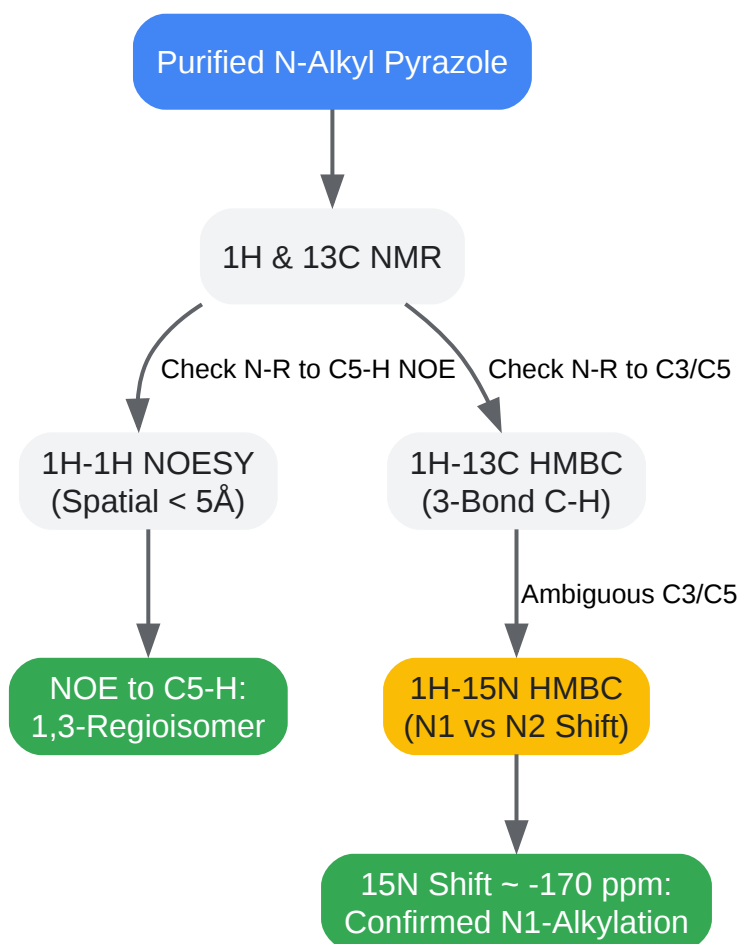 Purified N-Alkyl Pyrazole
1H & 13C NMR
Check N-R to C5-H NOE
Check N-R to C3/C5
1H-1H NOESY
(Spatial < 5Å)
1H-13C HMBC
(3-Bond C-H)
Ambiguous C3/C5
NOE to C5-H:
1,3-Regioisomer
1H-15N HMBC
(N1 vs N2 Shift)
15N Shift ~ -170 ppm:
Confirmed N1-Alkylation